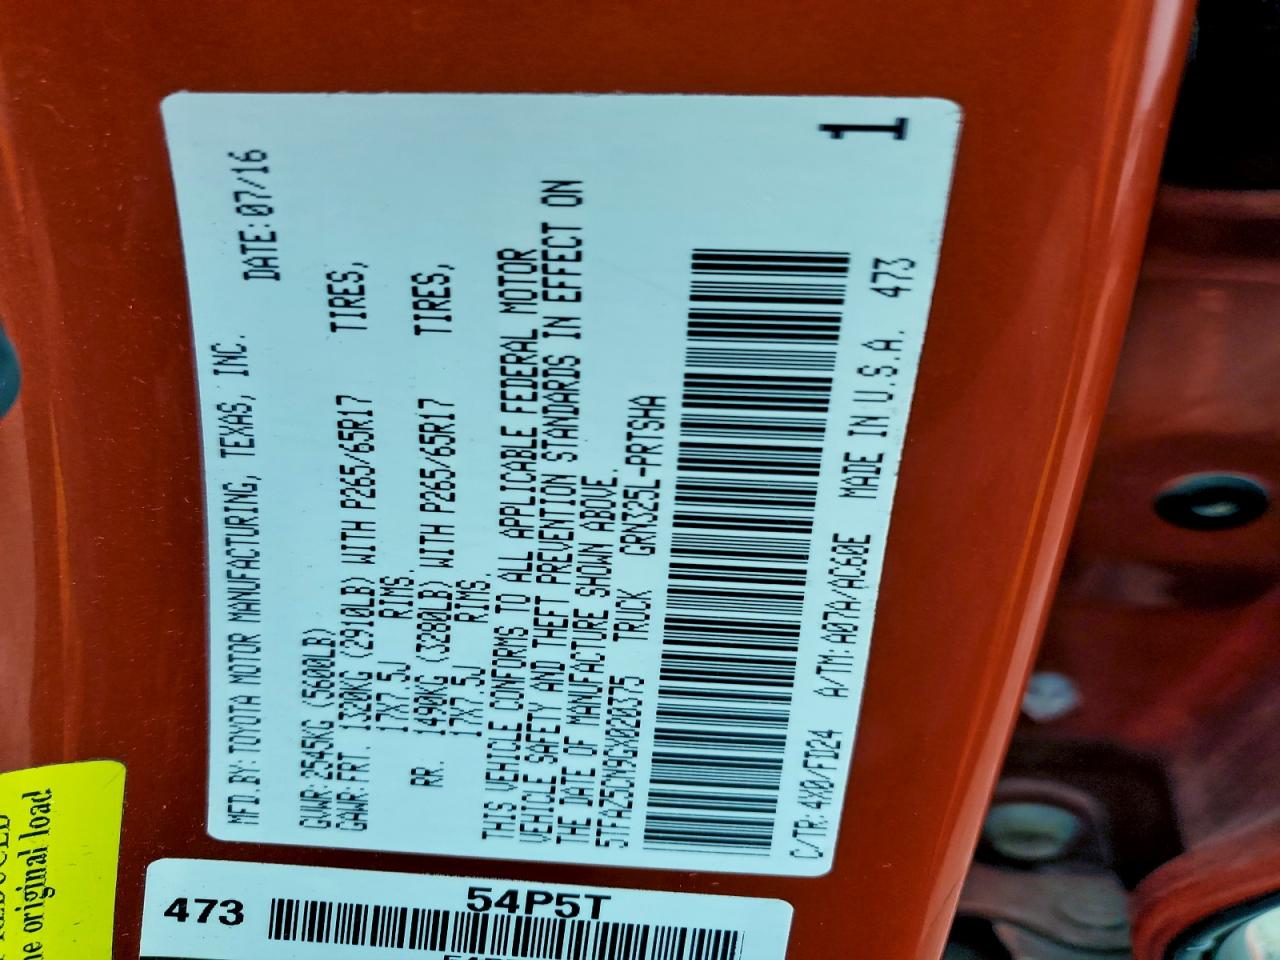 MFD.BY:TOYOTA MOTOR MANUFACTURING, TEXAS, INC. DATE:07/16
GVWR:2545KG (5600LB)
GAWR:FRT. 1320KG (2910LB) WITH P265/65R17 TIRES,
17X7.5J RIMS.
RR. 1490KG (3280LB) WITH P265/65R17 TIRES,
17X7.5J RIMS.
THIS VEHICLE CONFORMS TO ALL APPLICABLE FEDERAL MOTOR
VEHICLE SAFETY AND THEFT PREVENTION STANDARDS IN EFFECT ON
THE DATE OF MANUFACTURE SHOWN ABOVE.
TRUCK GRN325L-PRTSHA
C/TR:4X0/FD24 A/TM:A07A/AC60E MADE IN U.S.A. 473
1
473 54P5T
original load